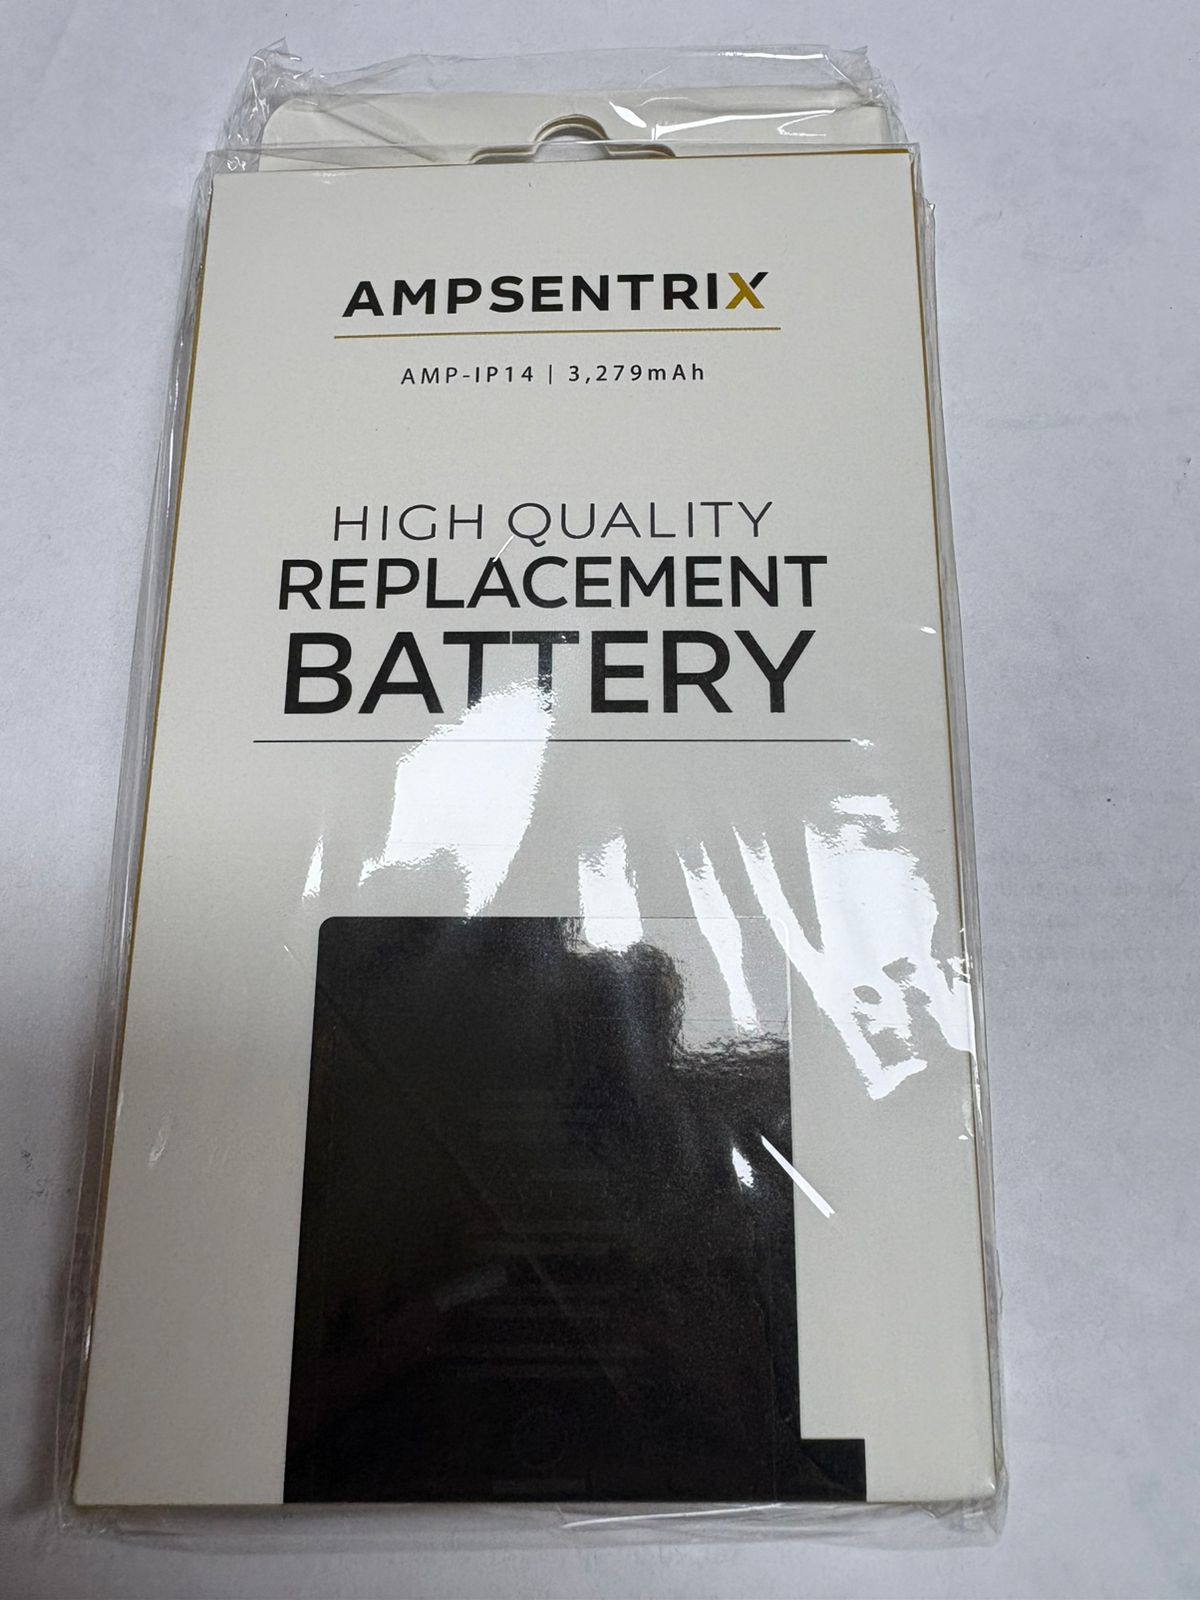 AMPSENTRIX
AMP-IP14 | 3,279mAh
HIGH QUALITY
REPLACEMENT
BATTERY